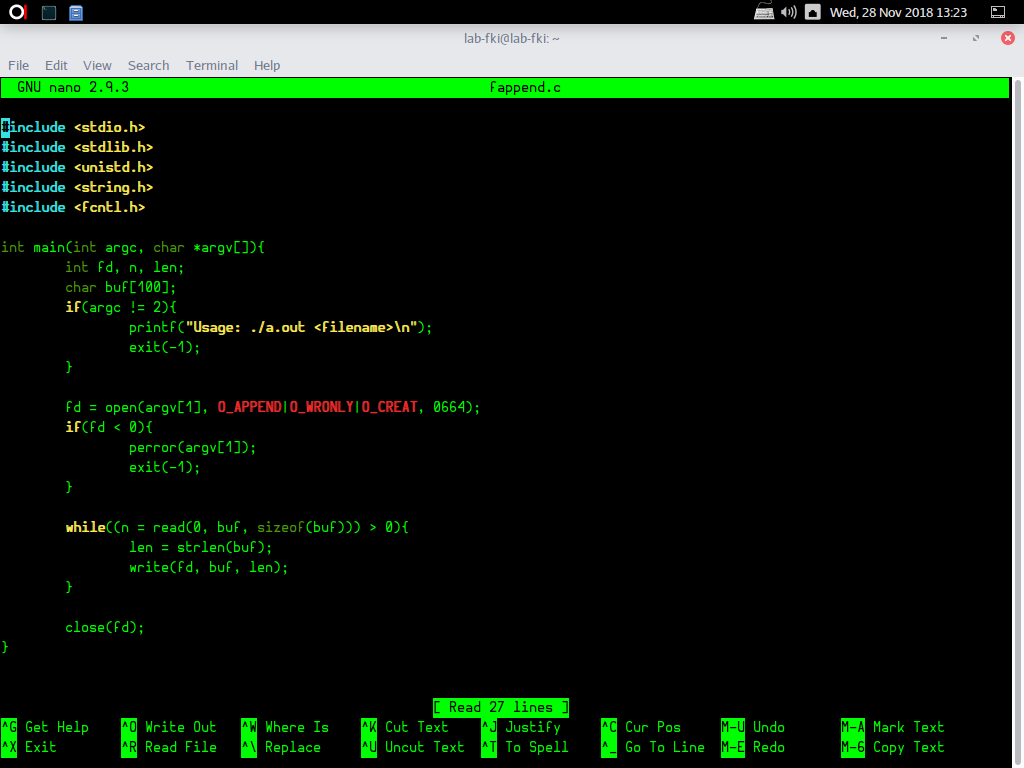 Wed, 28 Nov 2018 13:23
lab-fki@lab-fki: ~
File Edit View Search Terminal Help
GNU nano 2.9.3 fappend.c
#include <stdio.h>
#include <stdlib.h>
#include <unistd.h>
#include <string.h>
#include <fcntl.h>
int main(int argc, char *argv[]){
        int fd, n, len;
        char buf[100];
        if(argc != 2){
                printf("Usage: ./a.out <filename>\n");
                exit(-1);
        }
        fd = open(argv[1], O_APPEND|O_WRONLY|O_CREAT, 0664);
        if(fd < 0){
                perror(argv[1]);
                exit(-1);
        }
        while((n = read(0, buf, sizeof(buf))) > 0){
                len = strlen(buf);
                write(fd, buf, len);
        }
        close(fd);
}
[ Read 27 lines ]
^G Get Help ^O Write Out ^W Where Is ^K Cut Text ^J Justify ^C Cur Pos M-U Undo M-A Mark Text
^X Exit ^R Read File ^\ Replace ^U Uncut Text ^T To Spell ^_ Go To Line M-E Redo M-6 Copy Text